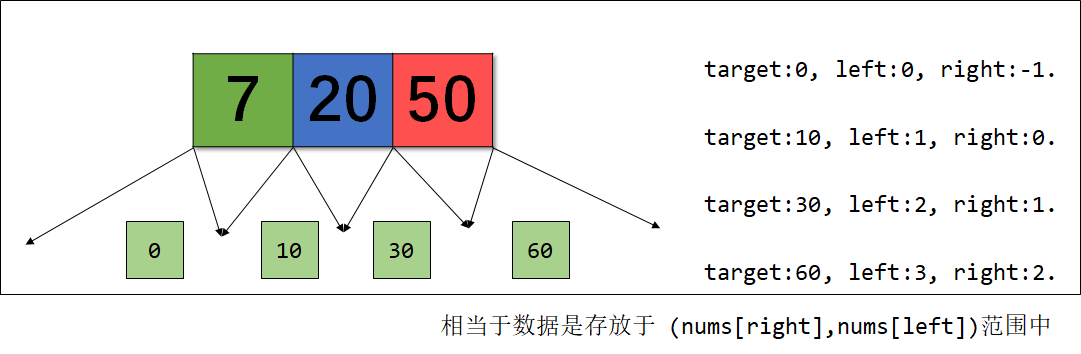 7 20 50
target:0, left:0, right:-1.
target:10, left:1, right:0.
target:30, left:2, right:1.
0 10 30 60
target:60, left:3, right:2.
相当于数据是存放于 (nums[right],nums[left])范围中